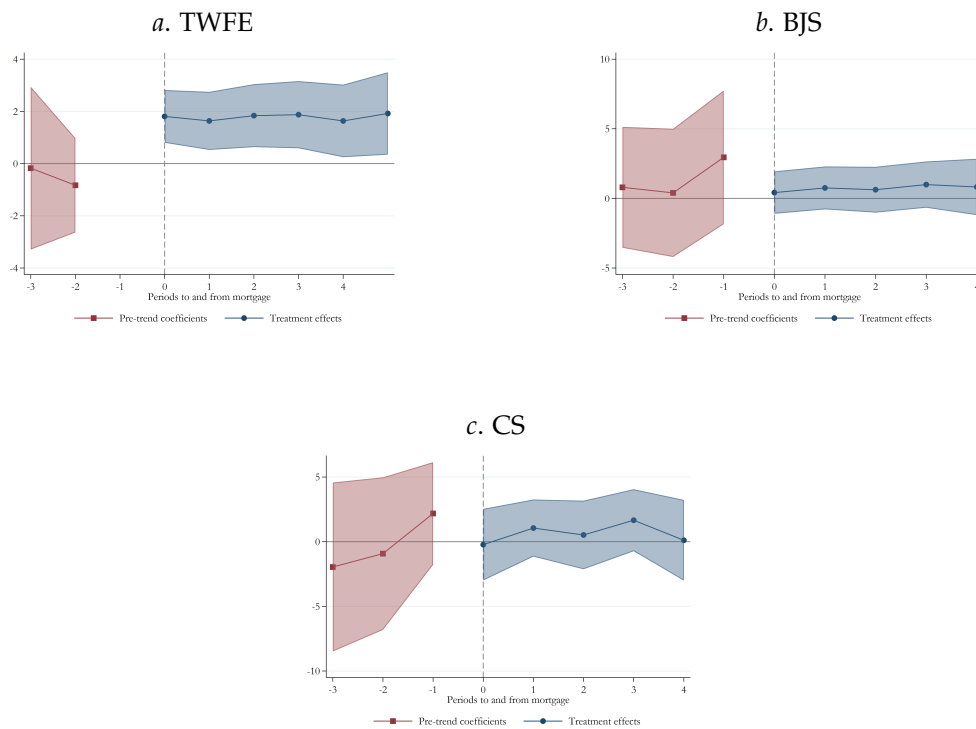 a. TWFE
4
2
0
-2
-4
-3 -2 -1 0 1 2 3 4
Periods to and from mortgage
Pre-trend coefficients Treatment effects
b. BJS
10
5
0
-5
-3 -2 -1 0 1 2 3 4
Periods to and from mortgage
Pre-trend coefficients Treatment effects
c. CS
5
0
-5
-10
-3 -2 -1 0 1 2 3 4
Periods to and from mortgage
Pre-trend coefficients Treatment effects